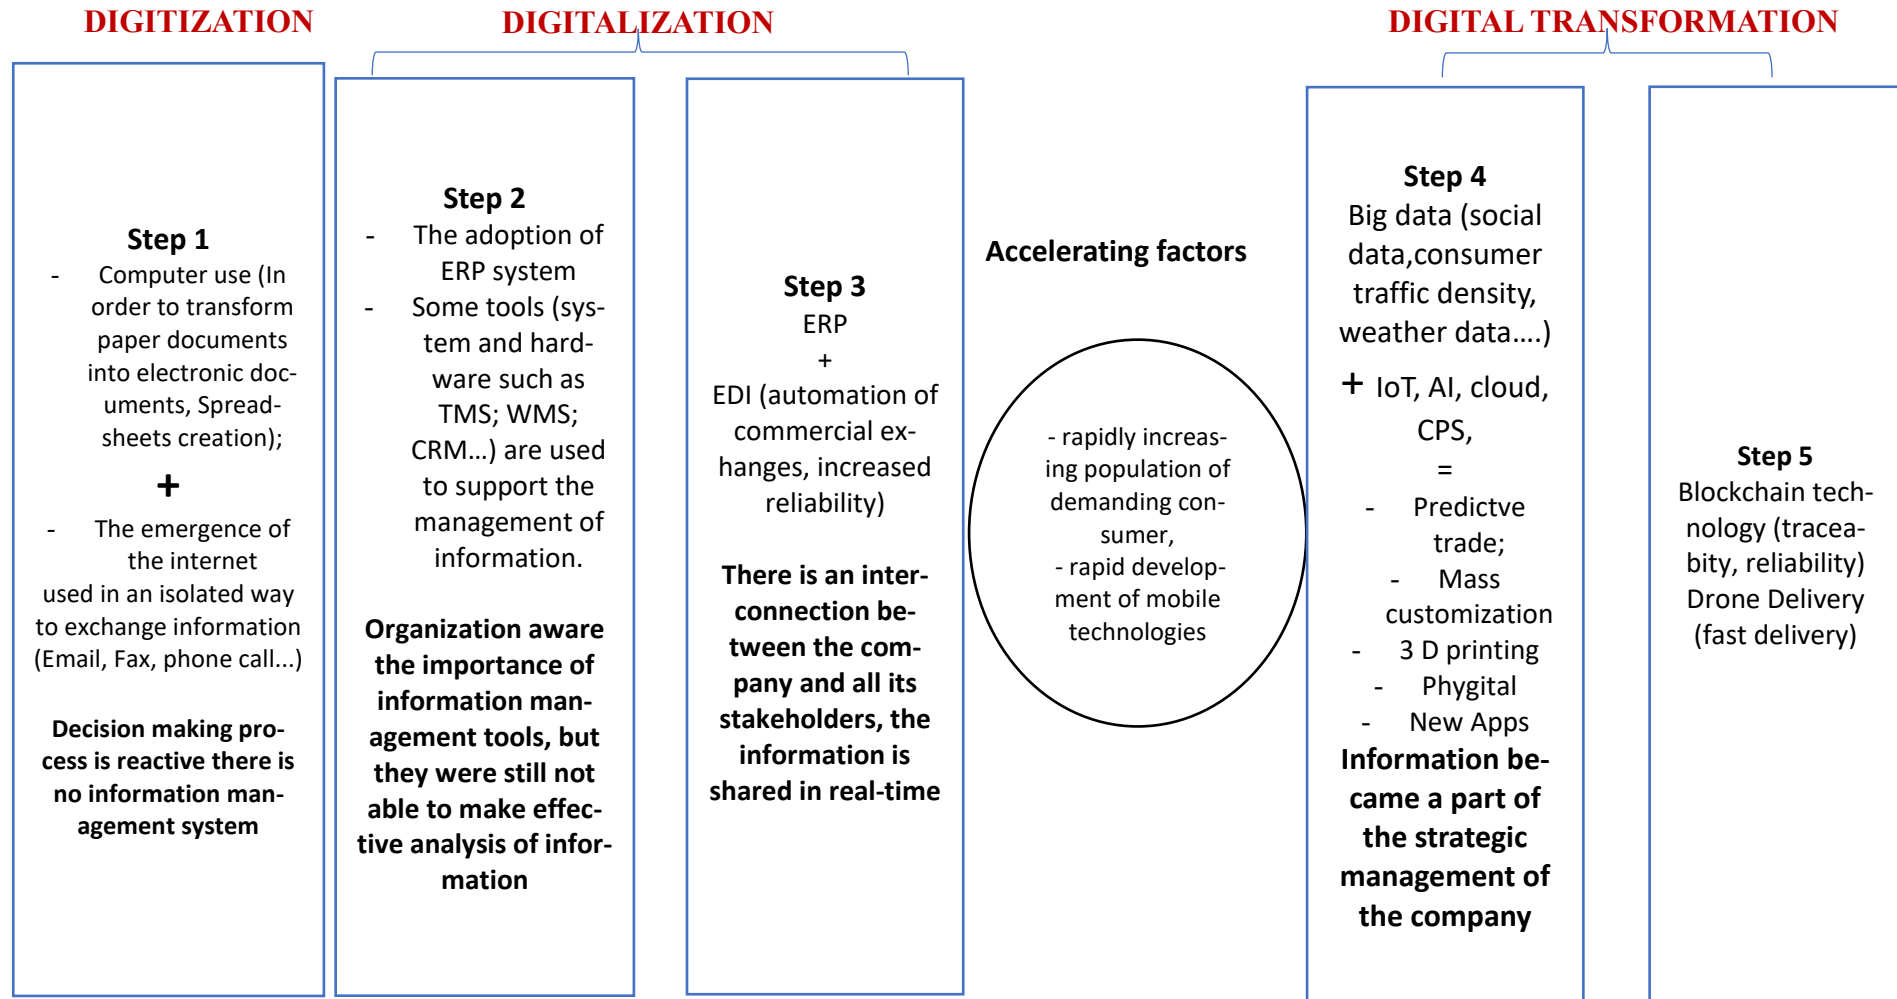 DIGITIZATION
DIGITALIZATION
DIGITAL TRANSFORMATION
Step 1
- Computer use (In
order to transform
paper documents
into electronic doc-
uments, Spread-
sheets creation);
+
- The emergence of
the internet
used in an isolated way
to exchange information
(Email, Fax, phone call...)
Decision making pro-
cess is reactive there is
no information man-
agement system
Step 2
- The adoption of
ERP system
- Some tools (sys-
tem and hard-
ware such as
TMS; WMS;
CRM...) are used
to support the
management of
information.
Organization aware
the importance of
information man-
agement tools, but
they were still not
able to make effec-
tive analysis of infor-
mation
Step 3
ERP
+
EDI (automation of
commercial ex-
hanges, increased
reliability)
There is an inter-
connection be-
tween the com-
pany and all its
stakeholders, the
information is
shared in real-time
Accelerating factors
- rapidly increas-
ing population of
demanding con-
sumer,
- rapid develop-
ment of mobile
technologies
Step 4
Big data (social
data,consumer
traffic density,
weather data....)
+ IoT, AI, cloud,
CPS,
=
- Predictve
trade;
- Mass
customization
- 3 D printing
- Phygital
- New Apps
Information be-
came a part of
the strategic
management of
the company
Step 5
Blockchain tech-
nology (tracea-
bity, reliability)
Drone Delivery
(fast delivery)